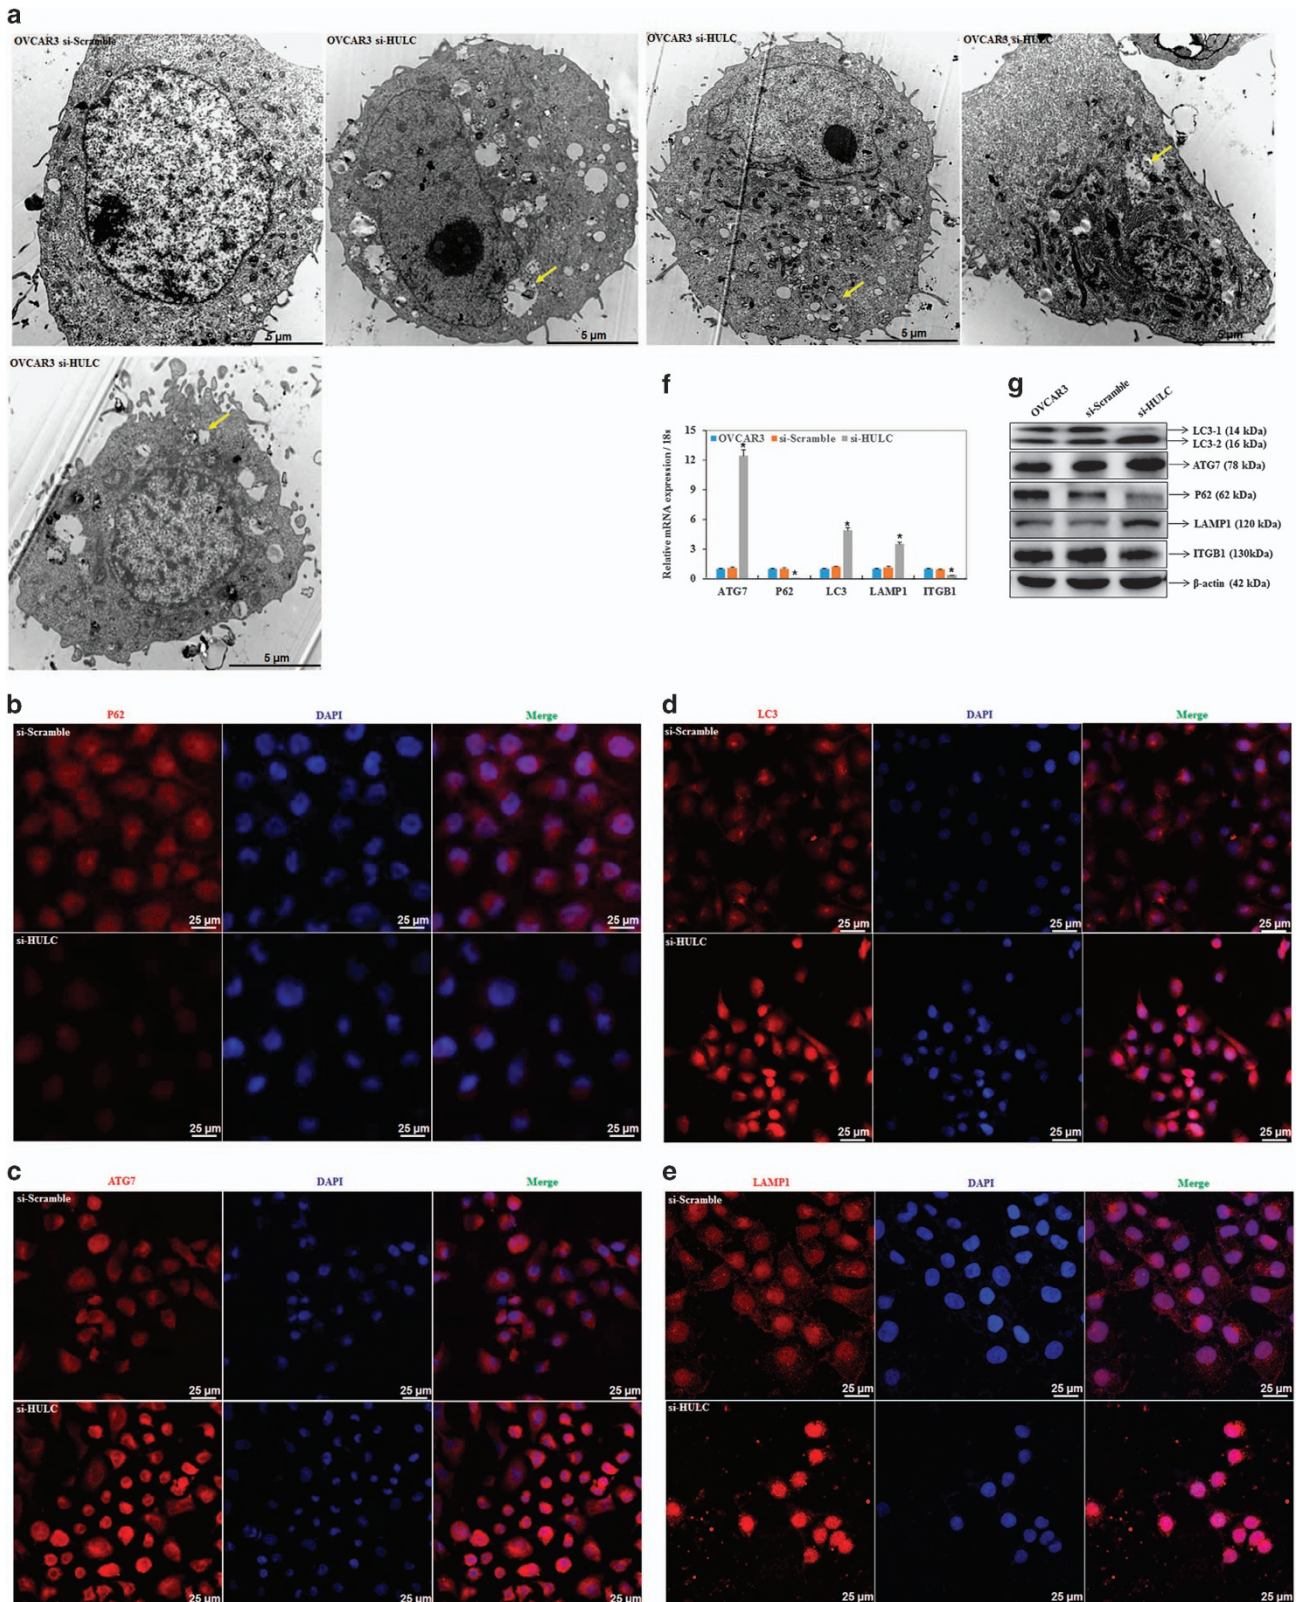 a
OVCAR3 si-Scramble
OVCAR3 si-HULC
OVCAR3 si-HULC
OVCAR3 si-HULC
5 µm
5 µm
5 µm
5 µm
OVCAR3 si-HULC
5 µm
f
Relative mRNA expression / 18s
OVCAR3 si-Scramble si-HULC
15
12
9
6
3
0
*
*
*
*
*
ATG7 P62 LC3 LAMP1 ITGB1
g
OVCAR3 si-Scramble si-HULC
LC3-1 (14 kDa)
LC3-2 (16 kDa)
ATG7 (78 kDa)
P62 (62 kDa)
LAMP1 (120 kDa)
ITGB1 (130kDa)
β-actin (42 kDa)
b
P62 DAPI Merge
si-Scramble
25 µm 25 µm 25 µm
si-HULC
25 µm 25 µm 25 µm
d
LC3 DAPI Merge
si-Scramble
25 µm 25 µm 25 µm
si-HULC
25 µm 25 µm 25 µm
c
ATG7 DAPI Merge
si-Scramble
25 µm 25 µm 25 µm
si-HULC
25 µm 25 µm 25 µm
e
LAMP1 DAPI Merge
si-Scramble
25 µm 25 µm 25 µm
si-HULC
25 µm 25 µm 25 µm